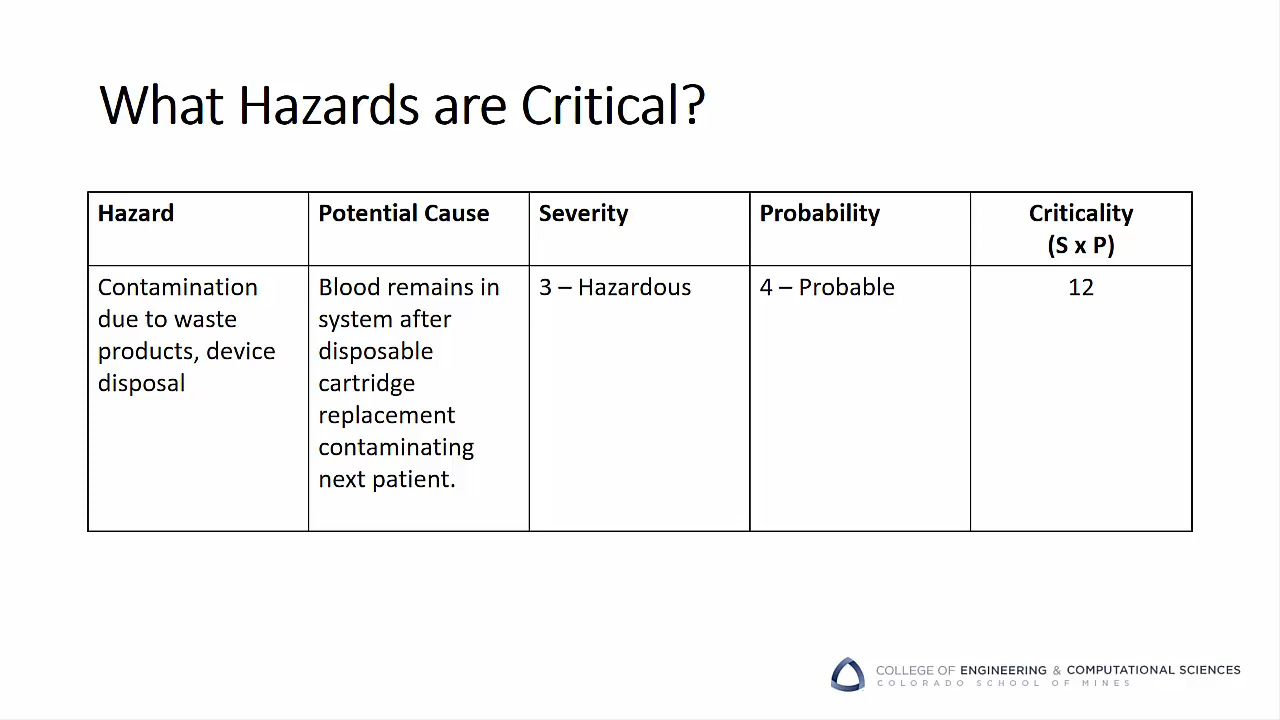 What Hazards are Critical?
Hazard
Potential Cause
Severity
Probability
Criticality
(S x P)
Contamination
due to waste
products, device
disposal
Blood remains in
system after
disposable
cartridge
replacement
contaminating
next patient.
3 – Hazardous
4 – Probable
12
COLLEGE OF ENGINEERING & COMPUTATIONAL SCIENCES
COLORADO SCHOOL OF MINES